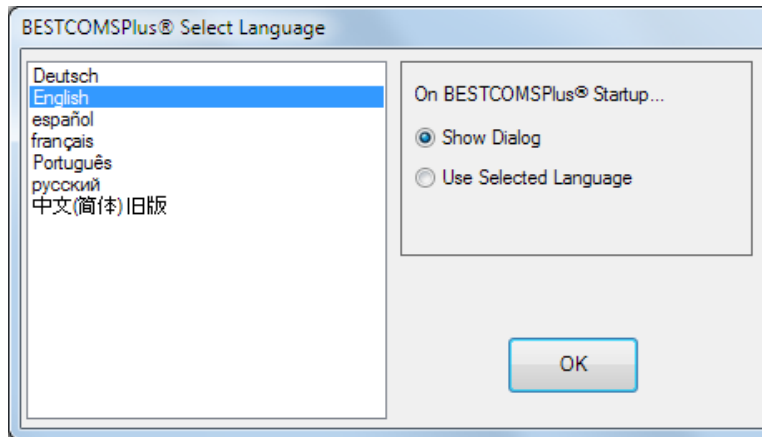 BESTCOMSPlus® Select Language
Deutsch
English
español
français
Português
русский
中文(简体) 旧版
On BESTCOMSPlus® Startup...
Show Dialog
Use Selected Language
OK